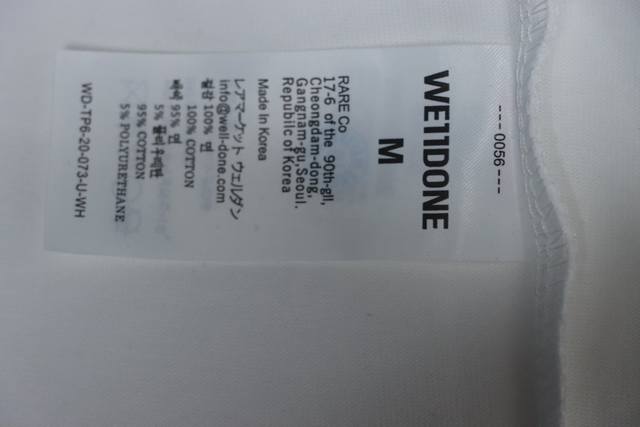 --- 0056 ---
WE11DONE
M
RARE Co
17-6 of the 90th-gil,
Cheongdam-dong,
Gangnam-gu, Seoul.
Republic of Korea
Made In Korea
レアマーケット ウェルダン
info@well-done.com
겉감 100% 면
100% COTTON
배색 95% 면
5% 폴리우레탄
95% COTTON
5% POLYURETHANE
WD-TP6-20-073-U-WH